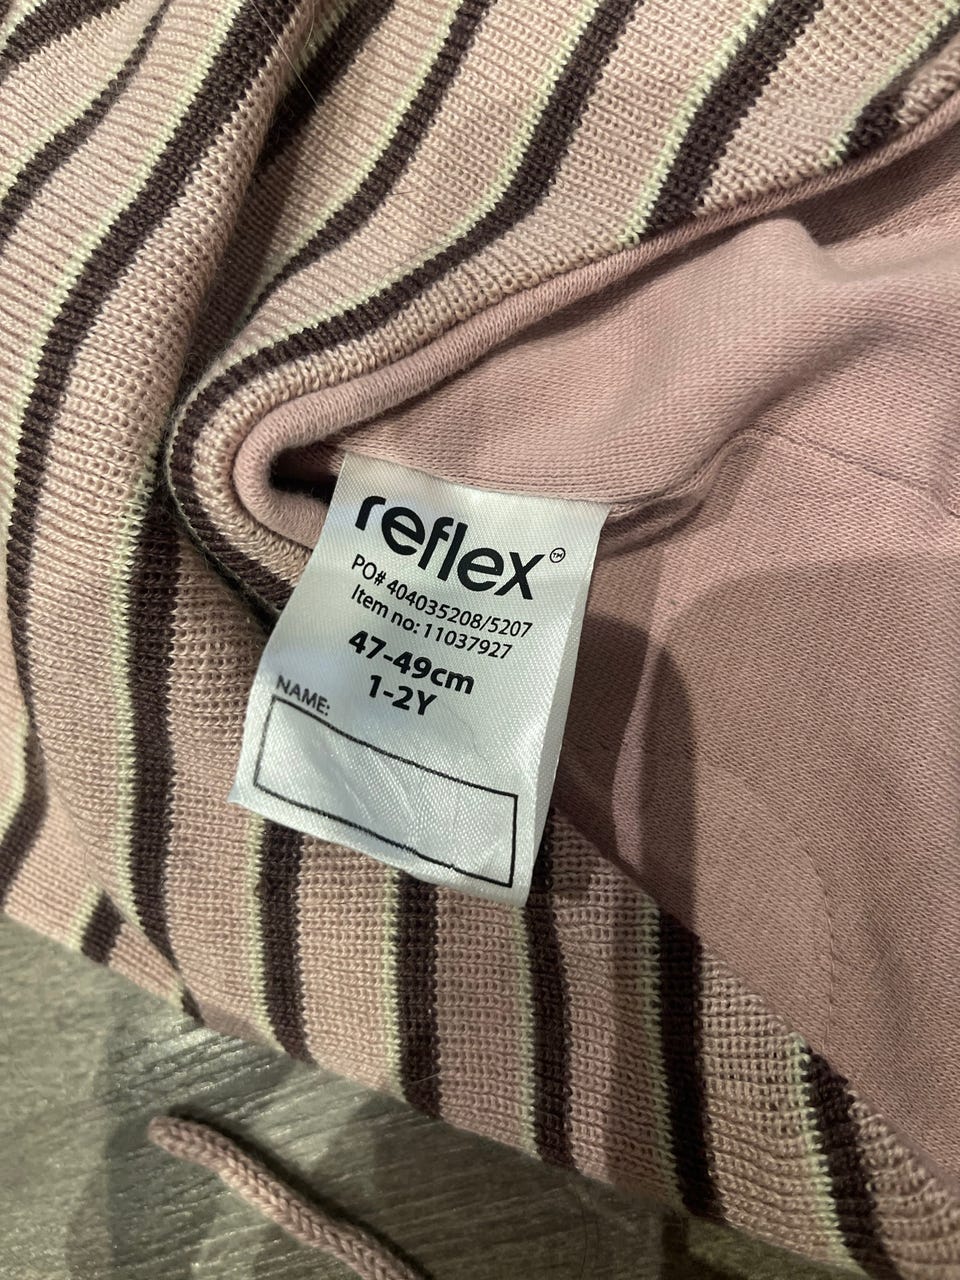 reflex™
PO# 404035208/5207
Item no: 11037927
47-49cm
1-2Y
NAME: